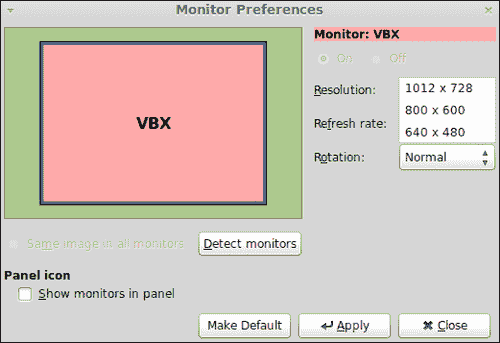 Monitor Preferences
Monitor: VBX
On Off
VBX
Resolution:
1012 x 728
800 x 600
Refresh rate:
640 x 480
Rotation: Normal
Same image in all monitors Detect monitors
Panel icon
Show monitors in panel
Make Default Apply Close